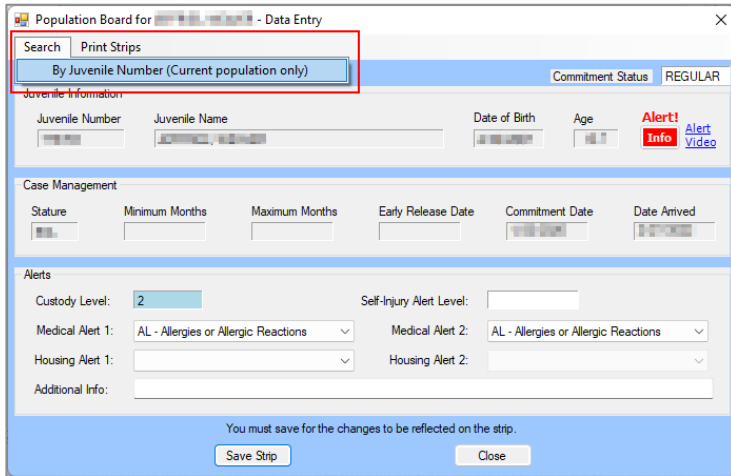 Population Board for - Data Entry
Search Print Strips
By Juvenile Number (Current population only)
Commitment Status REGULAR
Juvenile Information
Juvenile Number Juvenile Name Date of Birth Age Alert!
Info Alert Video
Case Management
Stature Minimum Months Maximum Months Early Release Date Commitment Date Date Arrived
Alerts
Custody Level: 2 Self-Injury Alert Level:
Medical Alert 1: AL - Allergies or Allergic Reactions Medical Alert 2: AL - Allergies or Allergic Reactions
Housing Alert 1: Housing Alert 2:
Additional Info:
You must save for the changes to be reflected on the strip.
Save Strip Close